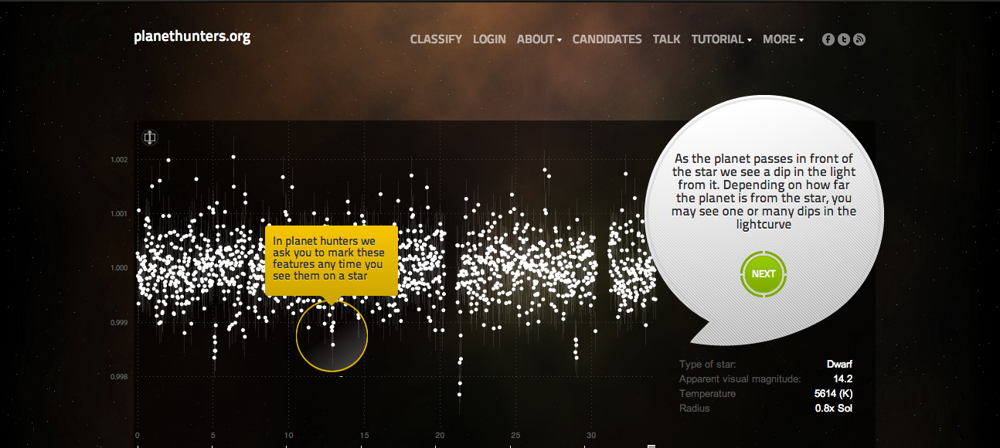 planethunters.org
CLASSIFY LOGIN ABOUT CANDIDATES TALK TUTORIAL MORE
1.002
1.001
1.000
0.999
0.998
0 5 10 15 20 25 30
In planet hunters we
ask you to mark these
features any time you
see them on a star
As the planet passes in front of
the star we see a dip in the light
from it. Depending on how far
the planet is from the star, you
may see one or many dips in the
lightcurve
NEXT
Type of star: Dwarf
Apparent visual magnitude: 14.2
Temperature 5614 (K)
Radius 0.8x Sol